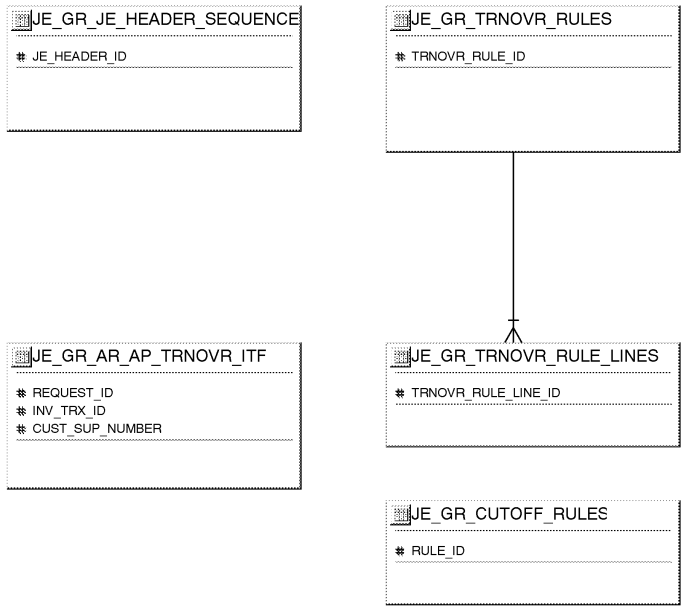 JE_GR_JE_HEADER_SEQUENCE
# JE_HEADER_ID
JE_GR_TRNOVR_RULES
# TRNOVR_RULE_ID
JE_GR_AR_AP_TRNOVR_ITF
# REQUEST_ID
# INV_TRX_ID
# CUST_SUP_NUMBER
JE_GR_TRNOVR_RULE_LINES
# TRNOVR_RULE_LINE_ID
JE_GR_CUTOFF_RULES
# RULE_ID